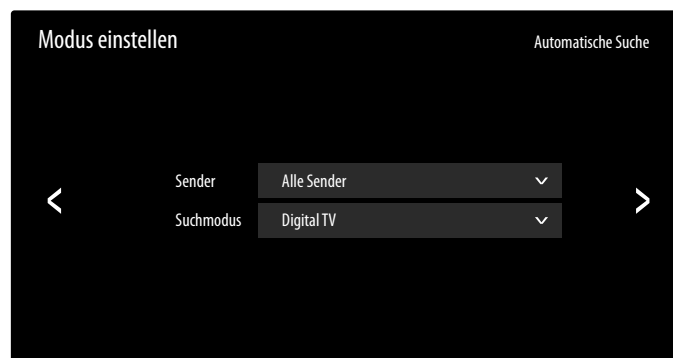 Modus einstellen
Automatische Suche
Sender Alle Sender
Suchmodus Digital TV